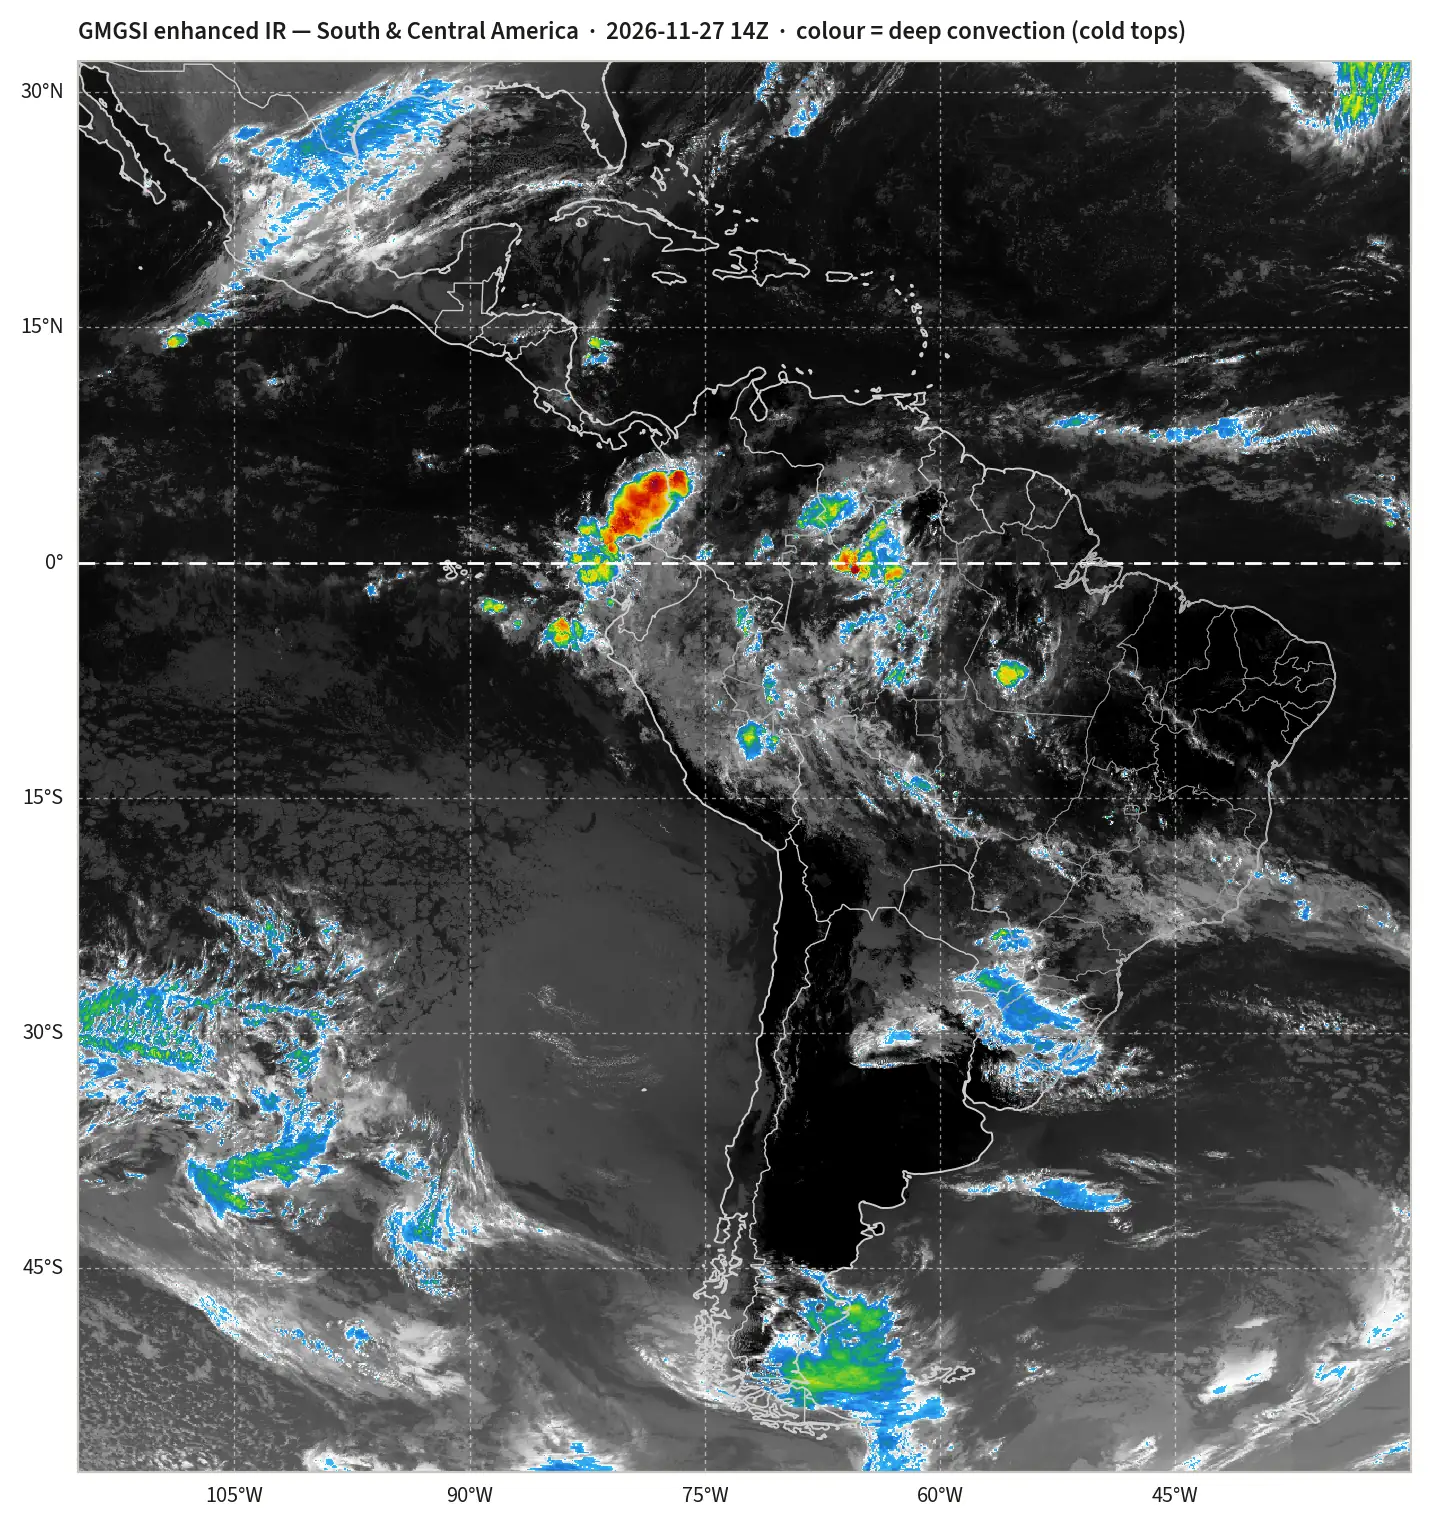 GMGSI enhanced IR — South & Central America · 2026-11-27 14Z · colour = deep convection (cold tops)
30°N
15°N
0°
15°S
30°S
45°S
105°W
90°W
75°W
60°W
45°W